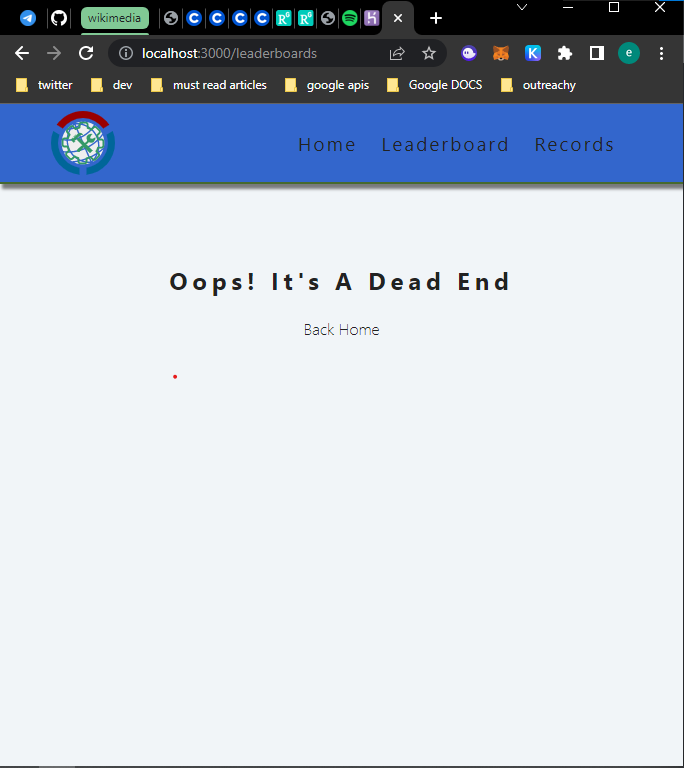 wikimedia
localhost:3000/leaderboards
e
twitter dev must read articles google apis Google DOCS outreachy
Home Leaderboard Records
Oops! It's A Dead End
Back Home